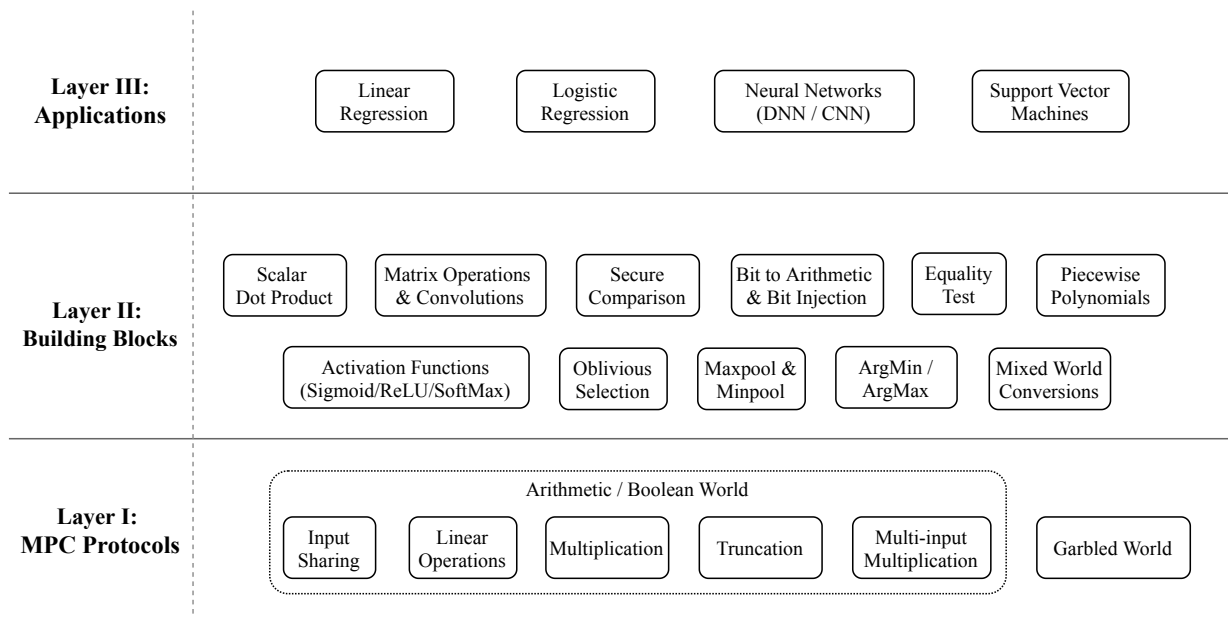 Layer III:
Applications
Linear
Regression
Logistic
Regression
Neural Networks
(DNN / CNN)
Support Vector
Machines
Layer II:
Building Blocks
Scalar
Dot Product
Matrix Operations
& Convolutions
Secure
Comparison
Bit to Arithmetic
& Bit Injection
Equality
Test
Piecewise
Polynomials
Activation Functions
(Sigmoid/ReLU/SoftMax)
Oblivious
Selection
Maxpool &
Minpool
ArgMin /
ArgMax
Mixed World
Conversions
Layer I:
MPC Protocols
Arithmetic / Boolean World
Input
Sharing
Linear
Operations
Multiplication
Truncation
Multi-input
Multiplication
Garbled World